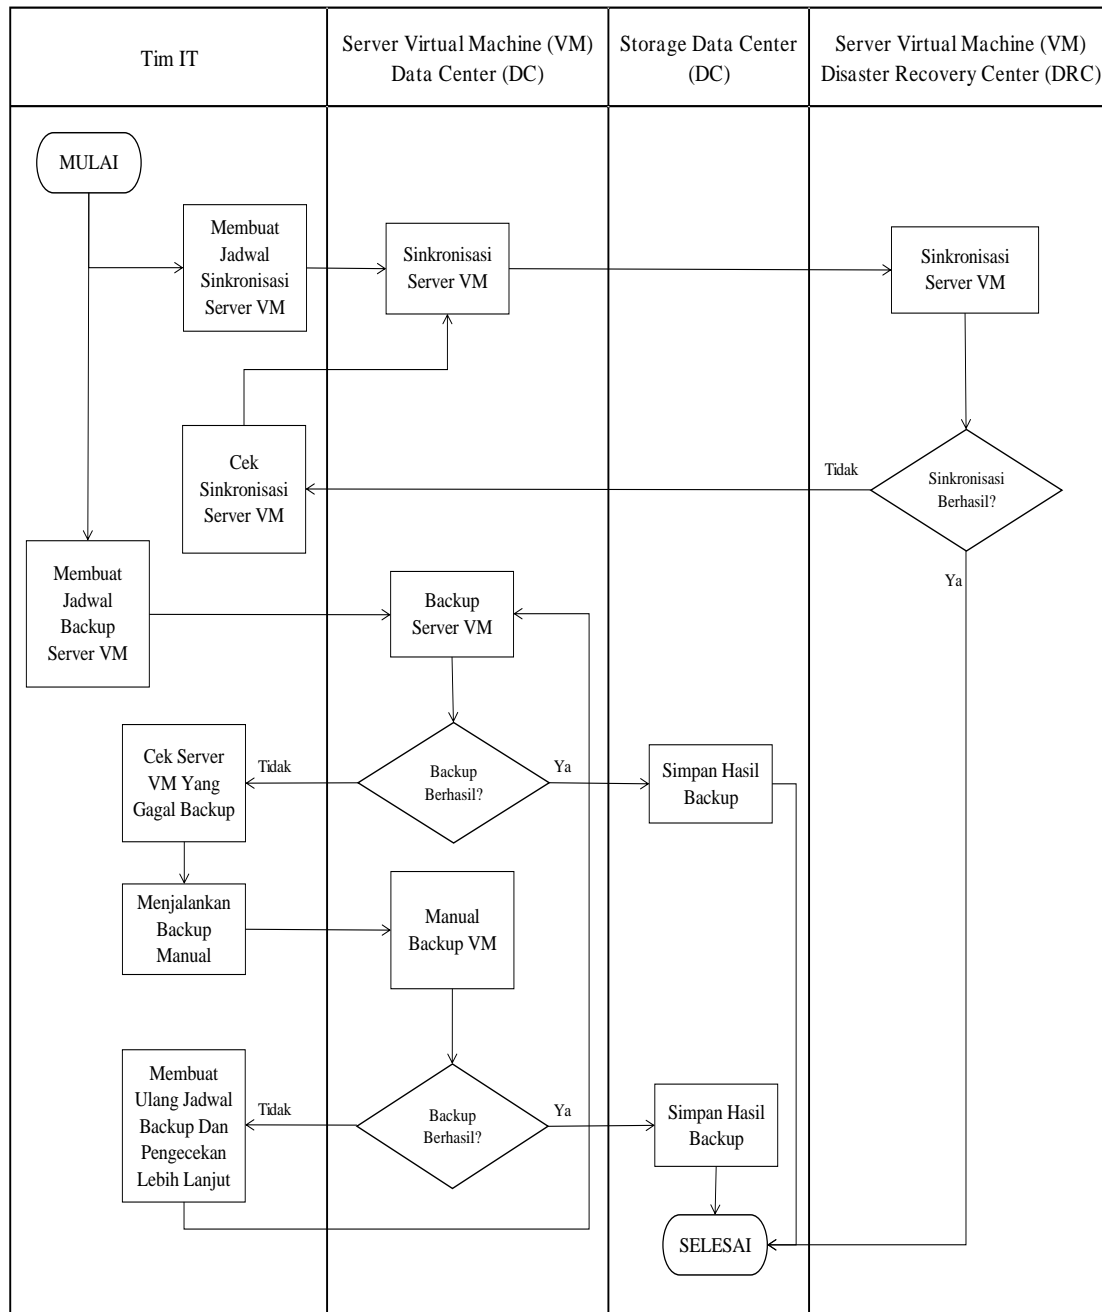 Tim IT
Server Virtual Machine (VM)
Data Center (DC)
Storage Data Center
(DC)
Server Virtual Machine (VM)
Disaster Recovery Center (DRC)
MULAI
Membuat
Jadwal
Sinkronisasi
Server VM
Sinkronisasi
Server VM
Sinkronisasi
Server VM
Cek
Sinkronisasi
Server VM
Tidak
Sinkronisasi
Berhasil?
Ya
Membuat
Jadwal
Backup
Server VM
Backup
Server VM
Cek Server
VM Yang
Gagal Backup
Tidak
Backup
Berhasil?
Ya
Simpan Hasil
Backup
Menjalankan
Backup
Manual
Manual
Backup VM
Membuat
Ulang Jadwal
Backup Dan
Pengecekan
Lebih Lanjut
Tidak
Backup
Berhasil?
Ya
Simpan Hasil
Backup
SELESAI